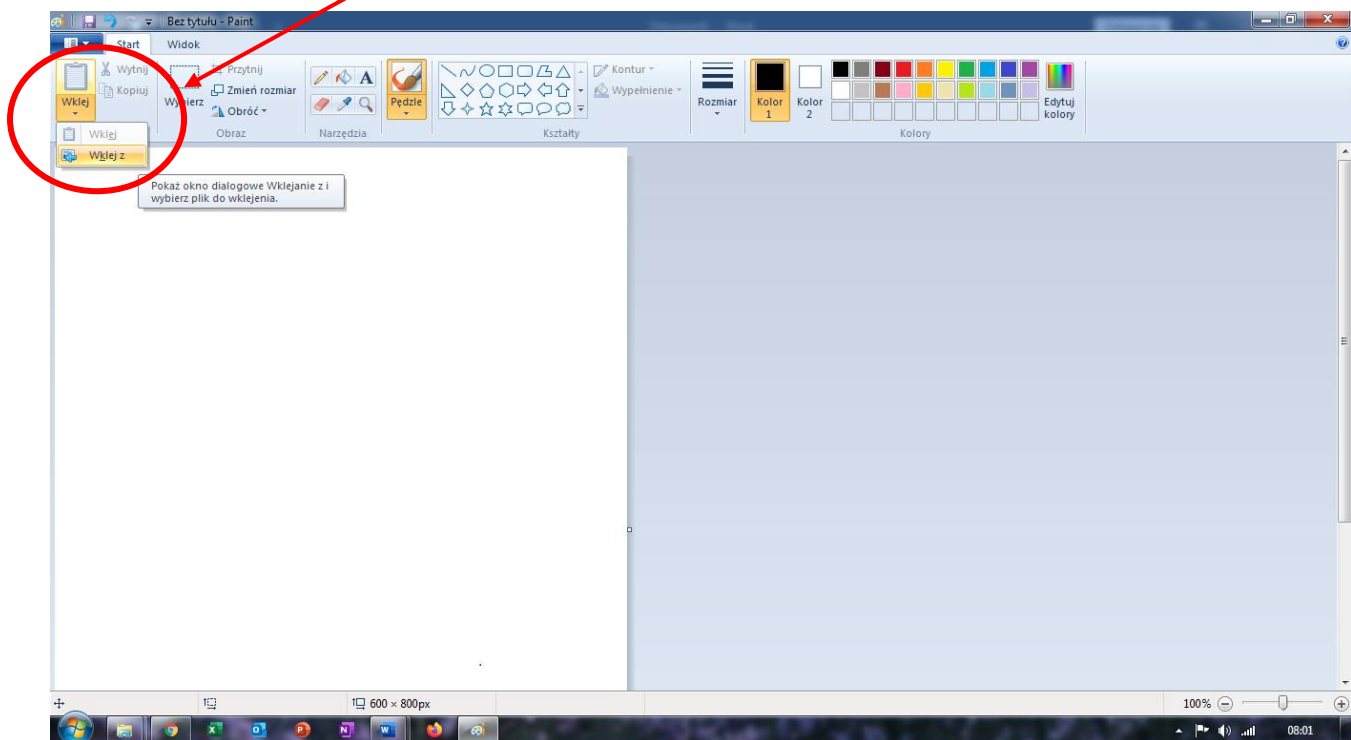 Bez tytułu - Paint
Start Widok
Wklej
Wytnij
Kopiuj
Wklej
Wklej z
Wybierz
Przytnij
Zmień rozmiar
Obróć
Obraz
A
Narzędzia
Pędzle
Kontur
Wypełnienie
Kształty
Rozmiar
Kolor
1
Kolor
2
Edytuj
kolory
Kolory
Pokaż okno dialogowe Wklejanie z i
wybierz plik do wklejenia.
600 × 800px
100%
08:01